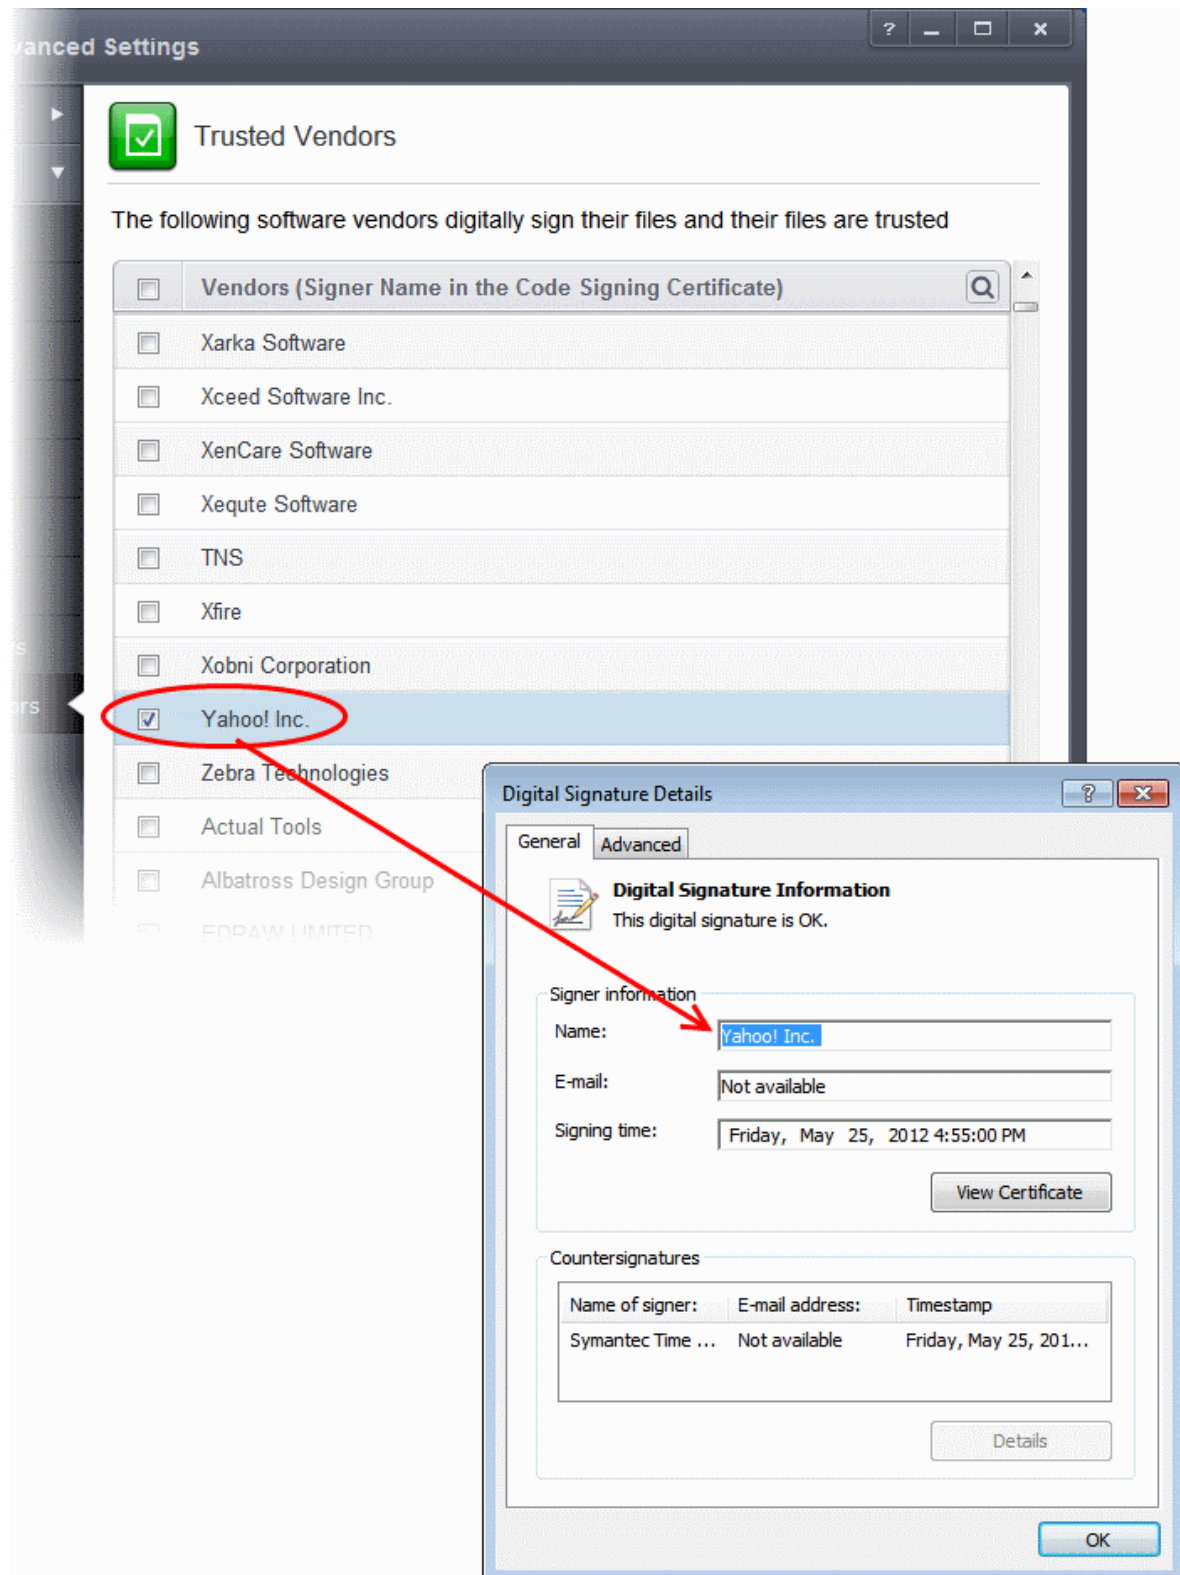 vanced Settings
Trusted Vendors
The following software vendors digitally sign their files and their files are trusted
Vendors (Signer Name in the Code Signing Certificate)
Xarka Software
Xceed Software Inc.
XenCare Software
Xequte Software
TNS
Xfire
s
Xobni Corporation
ors
Yahoo! Inc.
Zebra Technologies
Actual Tools
Albatross Design Group
EDRAW LIMITED
Digital Signature Details
General Advanced
Digital Signature Information
This digital signature is OK.
Signer information
Name: Yahoo! Inc.
E-mail: Not available
Signing time: Friday, May 25, 2012 4:55:00 PM
View Certificate
Countersignatures
Name of signer: E-mail address: Timestamp
Symantec Time ... Not available Friday, May 25, 201...
Details
OK